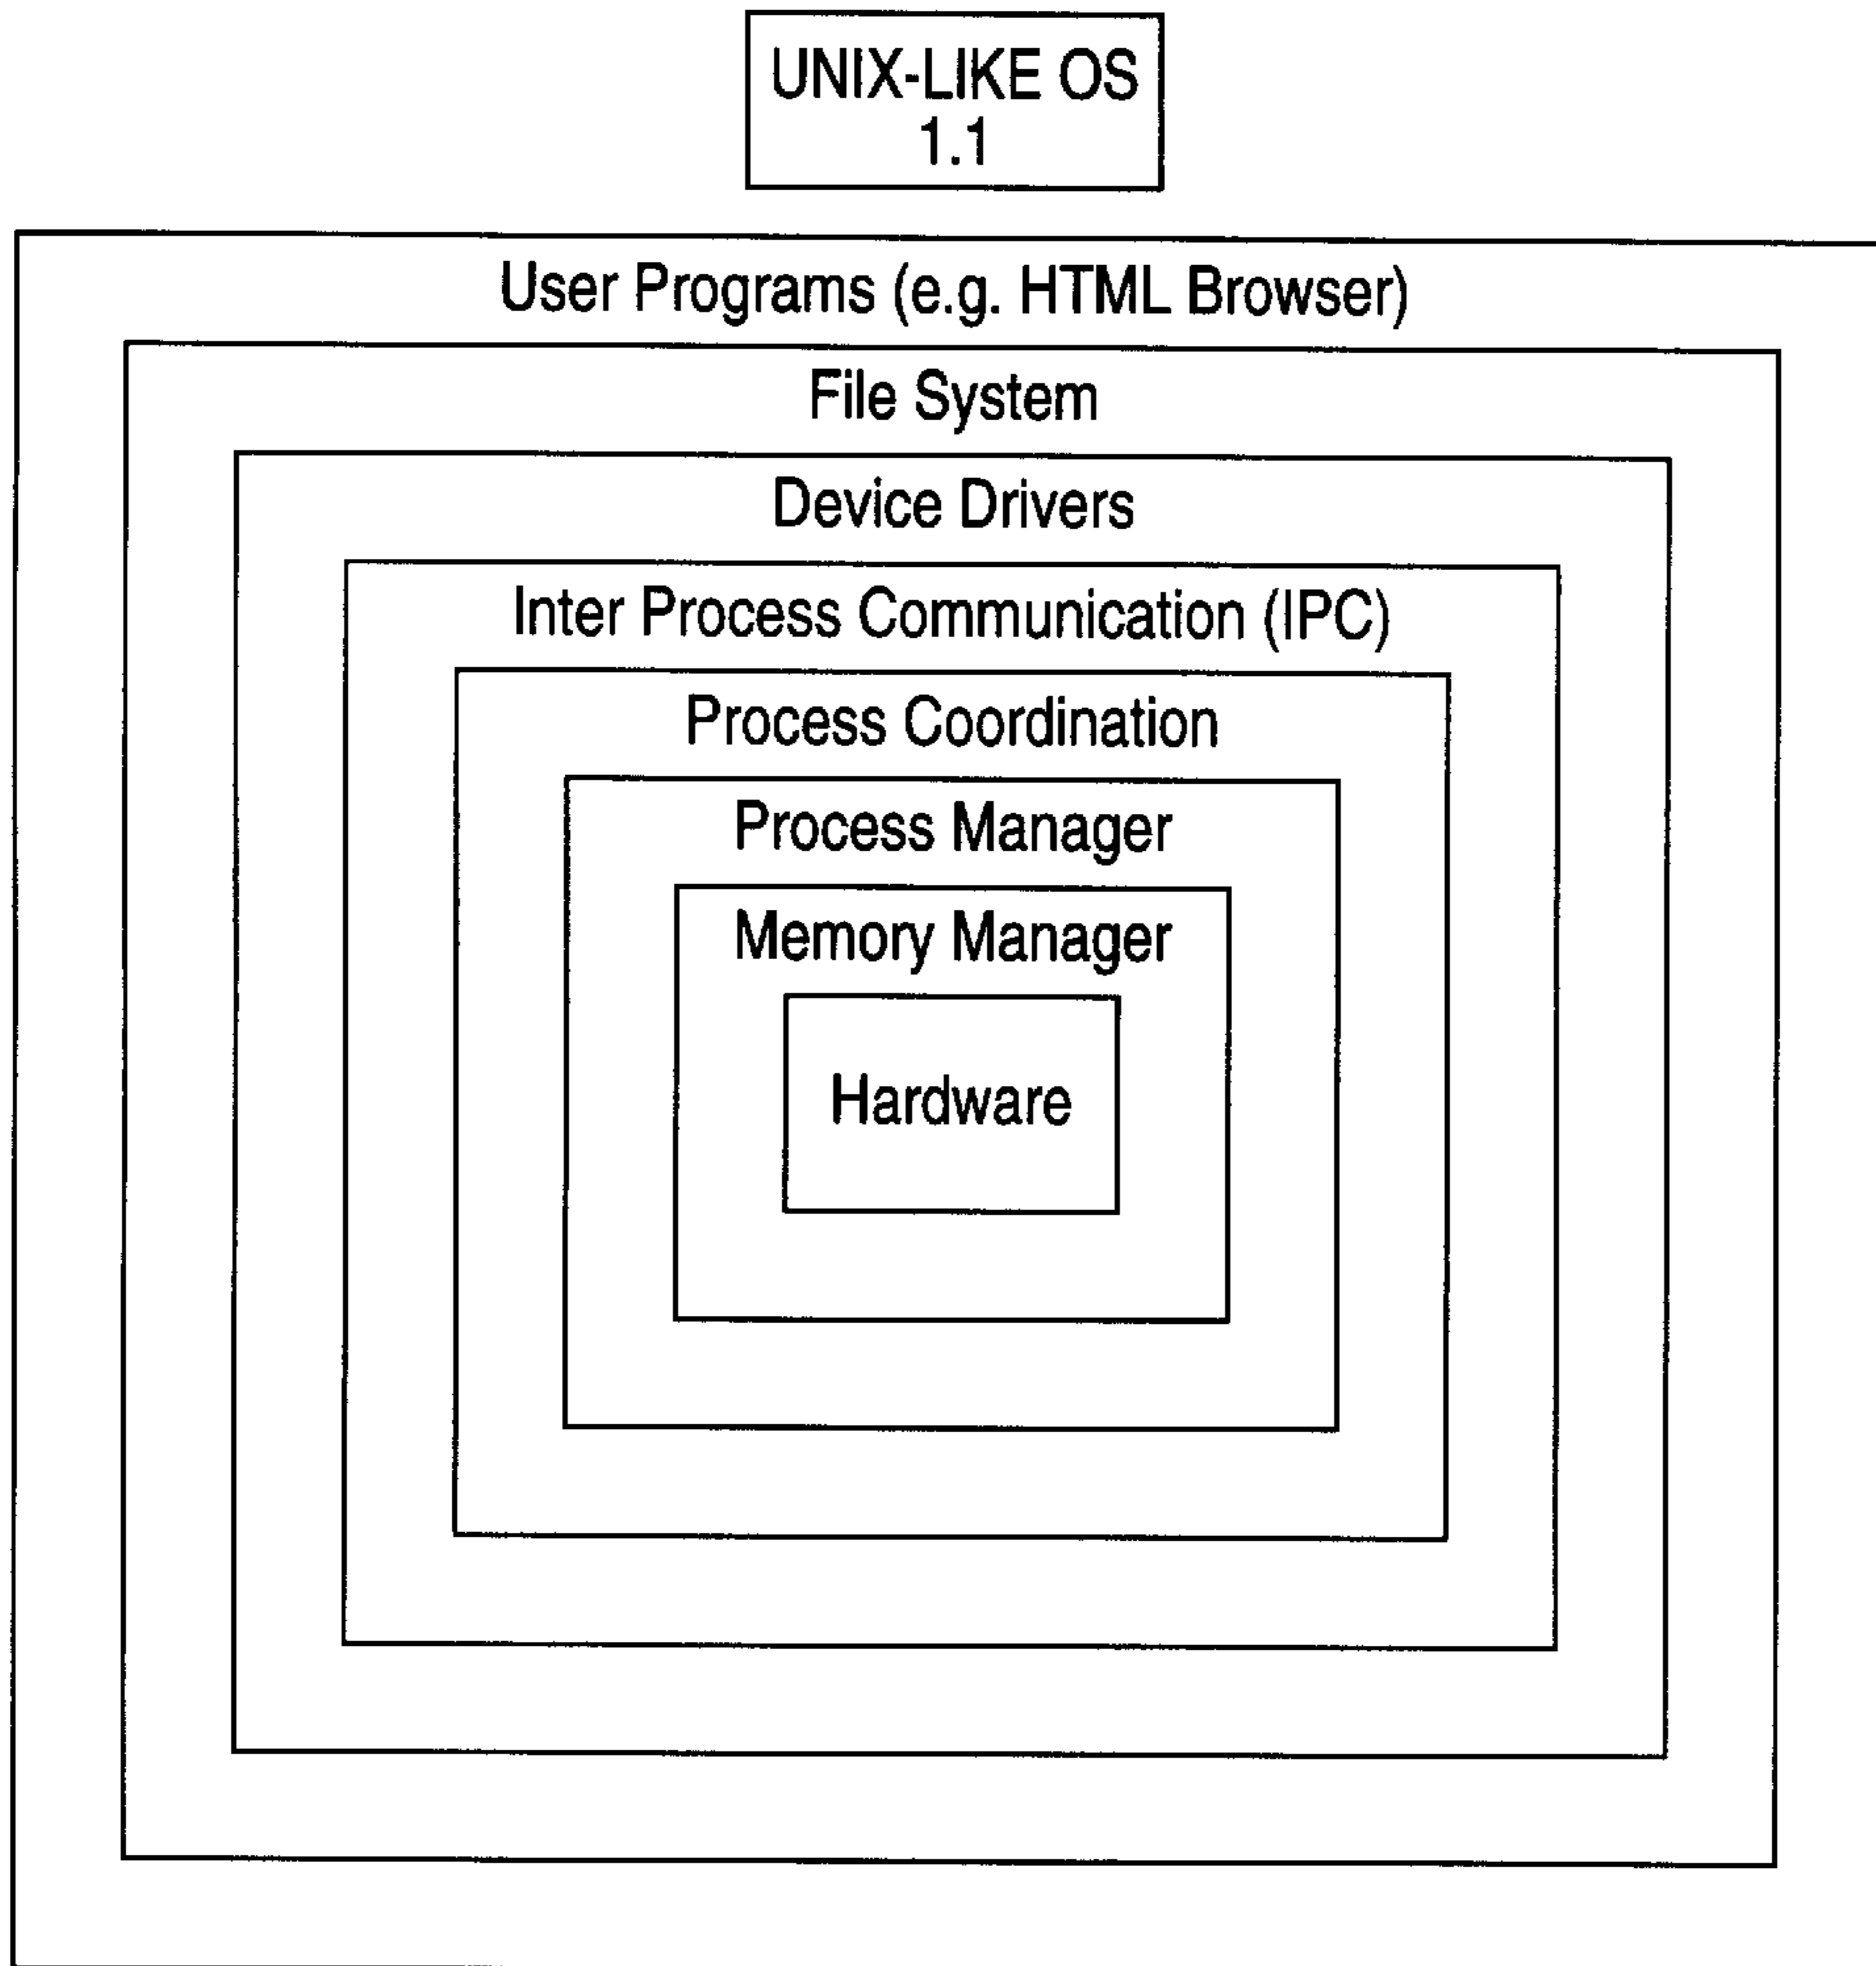 UNIX-LIKE OS
1.1
User Programs (e.g. HTML Browser)
File System
Device Drivers
Inter Process Communication (IPC)
Process Coordination
Process Manager
Memory Manager
Hardware